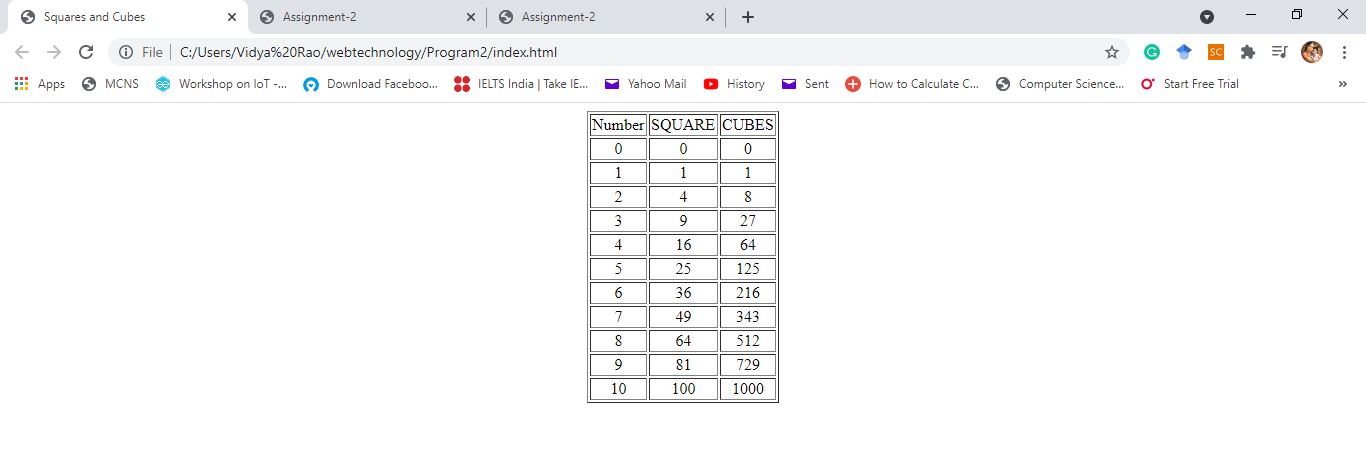 Squares and Cubes Assignment-2 Assignment-2
File C:/Users/Vidya%20Rao/webtechnology/Program2/index.html SC
Apps MCNS Workshop on IoT -... Download Faceboo... IELTS India | Take IE... Yahoo Mail History Sent How to Calculate C... Computer Science... Start Free Trial »
Number SQUARE CUBES
0 0 0
1 1 1
2 4 8
3 9 27
4 16 64
5 25 125
6 36 216
7 49 343
8 64 512
9 81 729
10 100 1000